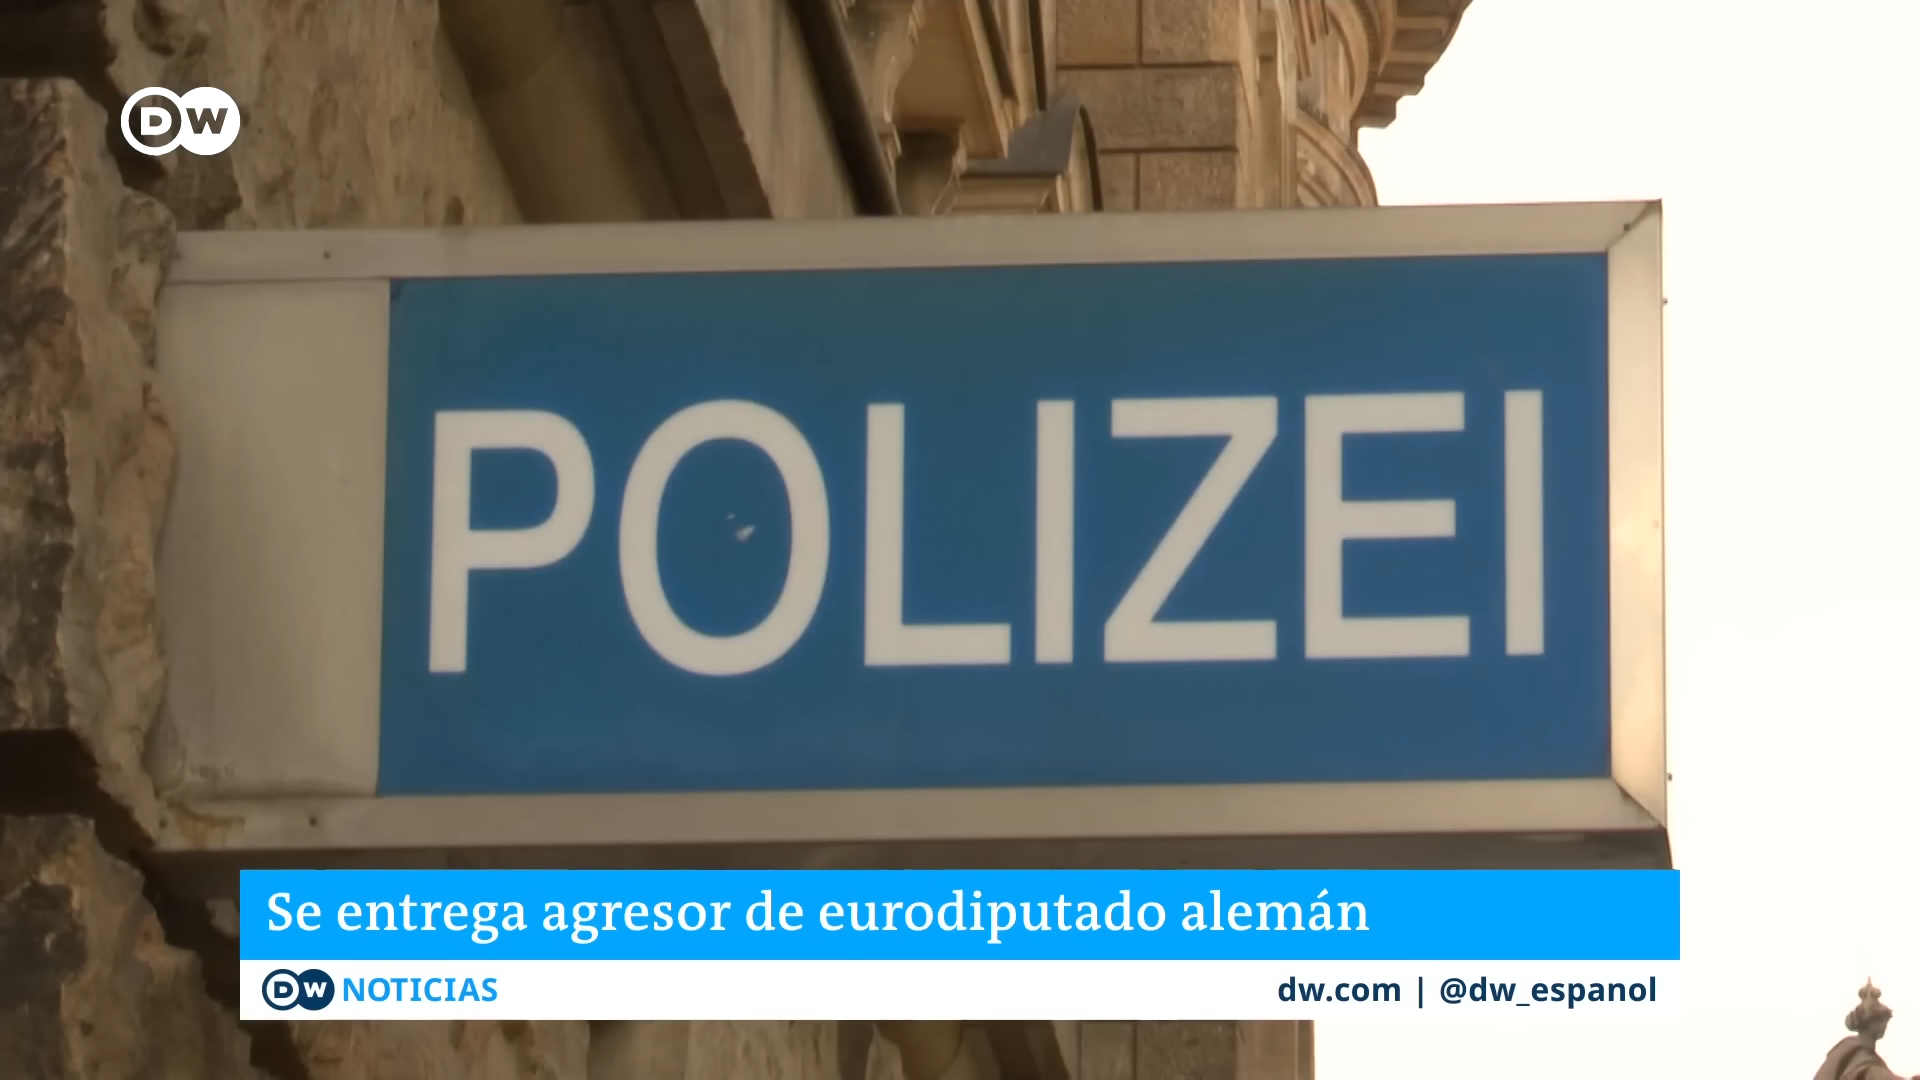 DW
POLIZEI
Se entrega agresor de eurodiputado alemán
DW NOTICIAS
dw.com | @dw_espanol